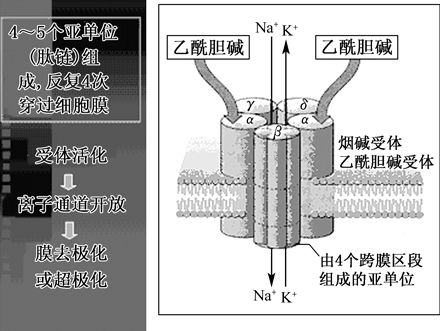 4～5个亚单位
(肽链)组
成,反复4次
穿过细胞膜
受体活化
离子通道开放
膜去极化
或超极化
Na⁺ K⁺
乙酰胆碱
乙酰胆碱
γ δ
α α
β
烟碱受体
乙酰胆碱受体
由4个跨膜区段
组成的亚单位
Na⁺ K⁺